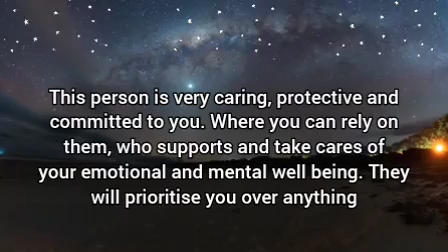 This person is very caring, protective and
committed to you. Where you can rely on
them, who supports and take cares of
your emotional and mental well being. They
will prioritise you over anything